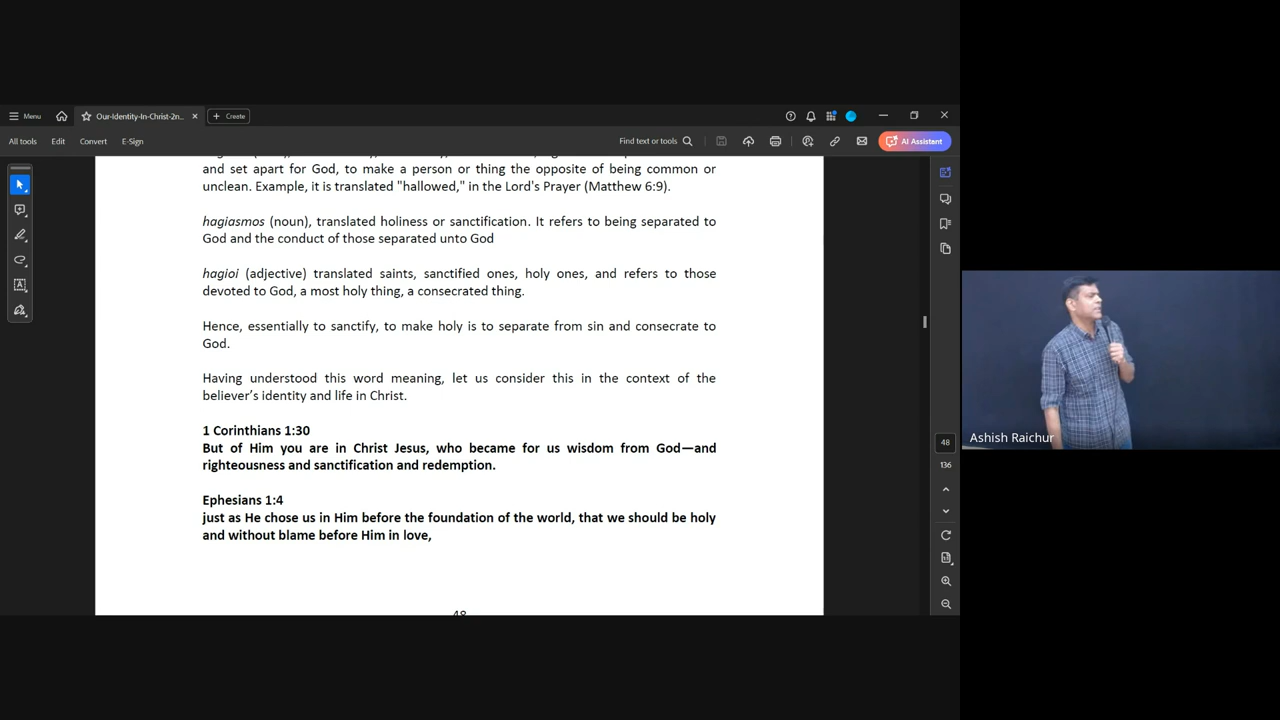 Menu
Our-Identity-In-Christ-2n...
Create
All tools
Edit
Convert
E-Sign
Find text or tools
AI Assistant
and set apart for God, to make a person or thing the opposite of being common or
unclean. Example, it is translated "hallowed," in the Lord's Prayer (Matthew 6:9).
hagiasmos (noun), translated holiness or sanctification. It refers to being separated to
God and the conduct of those separated unto God
hagioi (adjective) translated saints, sanctified ones, holy ones, and refers to those
devoted to God, a most holy thing, a consecrated thing.
Hence, essentially to sanctify, to make holy is to separate from sin and consecrate to
God.
Having understood this word meaning, let us consider this in the context of the
believer's identity and life in Christ.
1 Corinthians 1:30
But of Him you are in Christ Jesus, who became for us wisdom from God—and
righteousness and sanctification and redemption.
Ephesians 1:4
just as He chose us in Him before the foundation of the world, that we should be holy
and without blame before Him in love,
48
48
136
Ashish Raichur